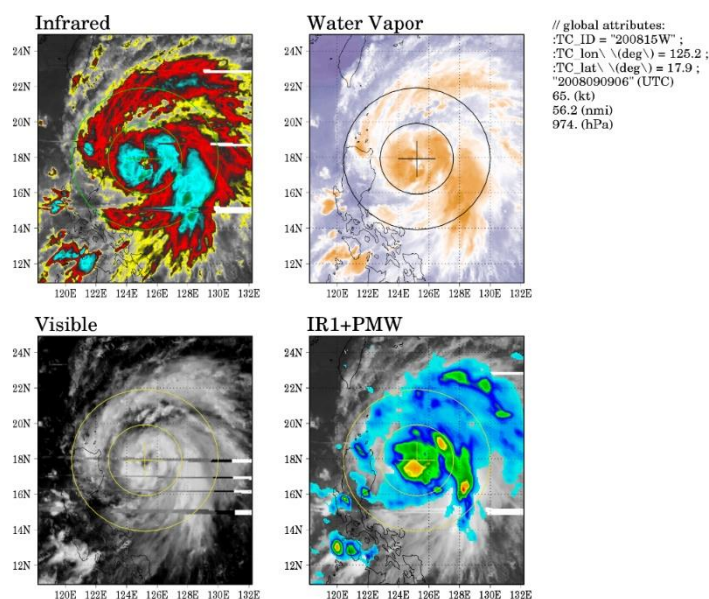 Infrared
Water Vapor
// global attributes:
:TC_ID = "200815W" ;
:TC_lon\ \(deg\) = 125.2 ;
:TC_lat\ \(deg\) = 17.9 ;
"2008090906" (UTC)
65. (kt)
56.2 (nmi)
974. (hPa)
24N
22N
20N
18N
16N
14N
12N
120E 122E 124E 126E 128E 130E 132E
24N
22N
20N
18N
16N
14N
12N
120E 122E 124E 126E 128E 130E 132E
Visible
IR1+PMW
24N
22N
20N
18N
16N
14N
12N
120E 122E 124E 126E 128E 130E 132E
24N
22N
20N
18N
16N
14N
12N
120E 122E 124E 126E 128E 130E 132E